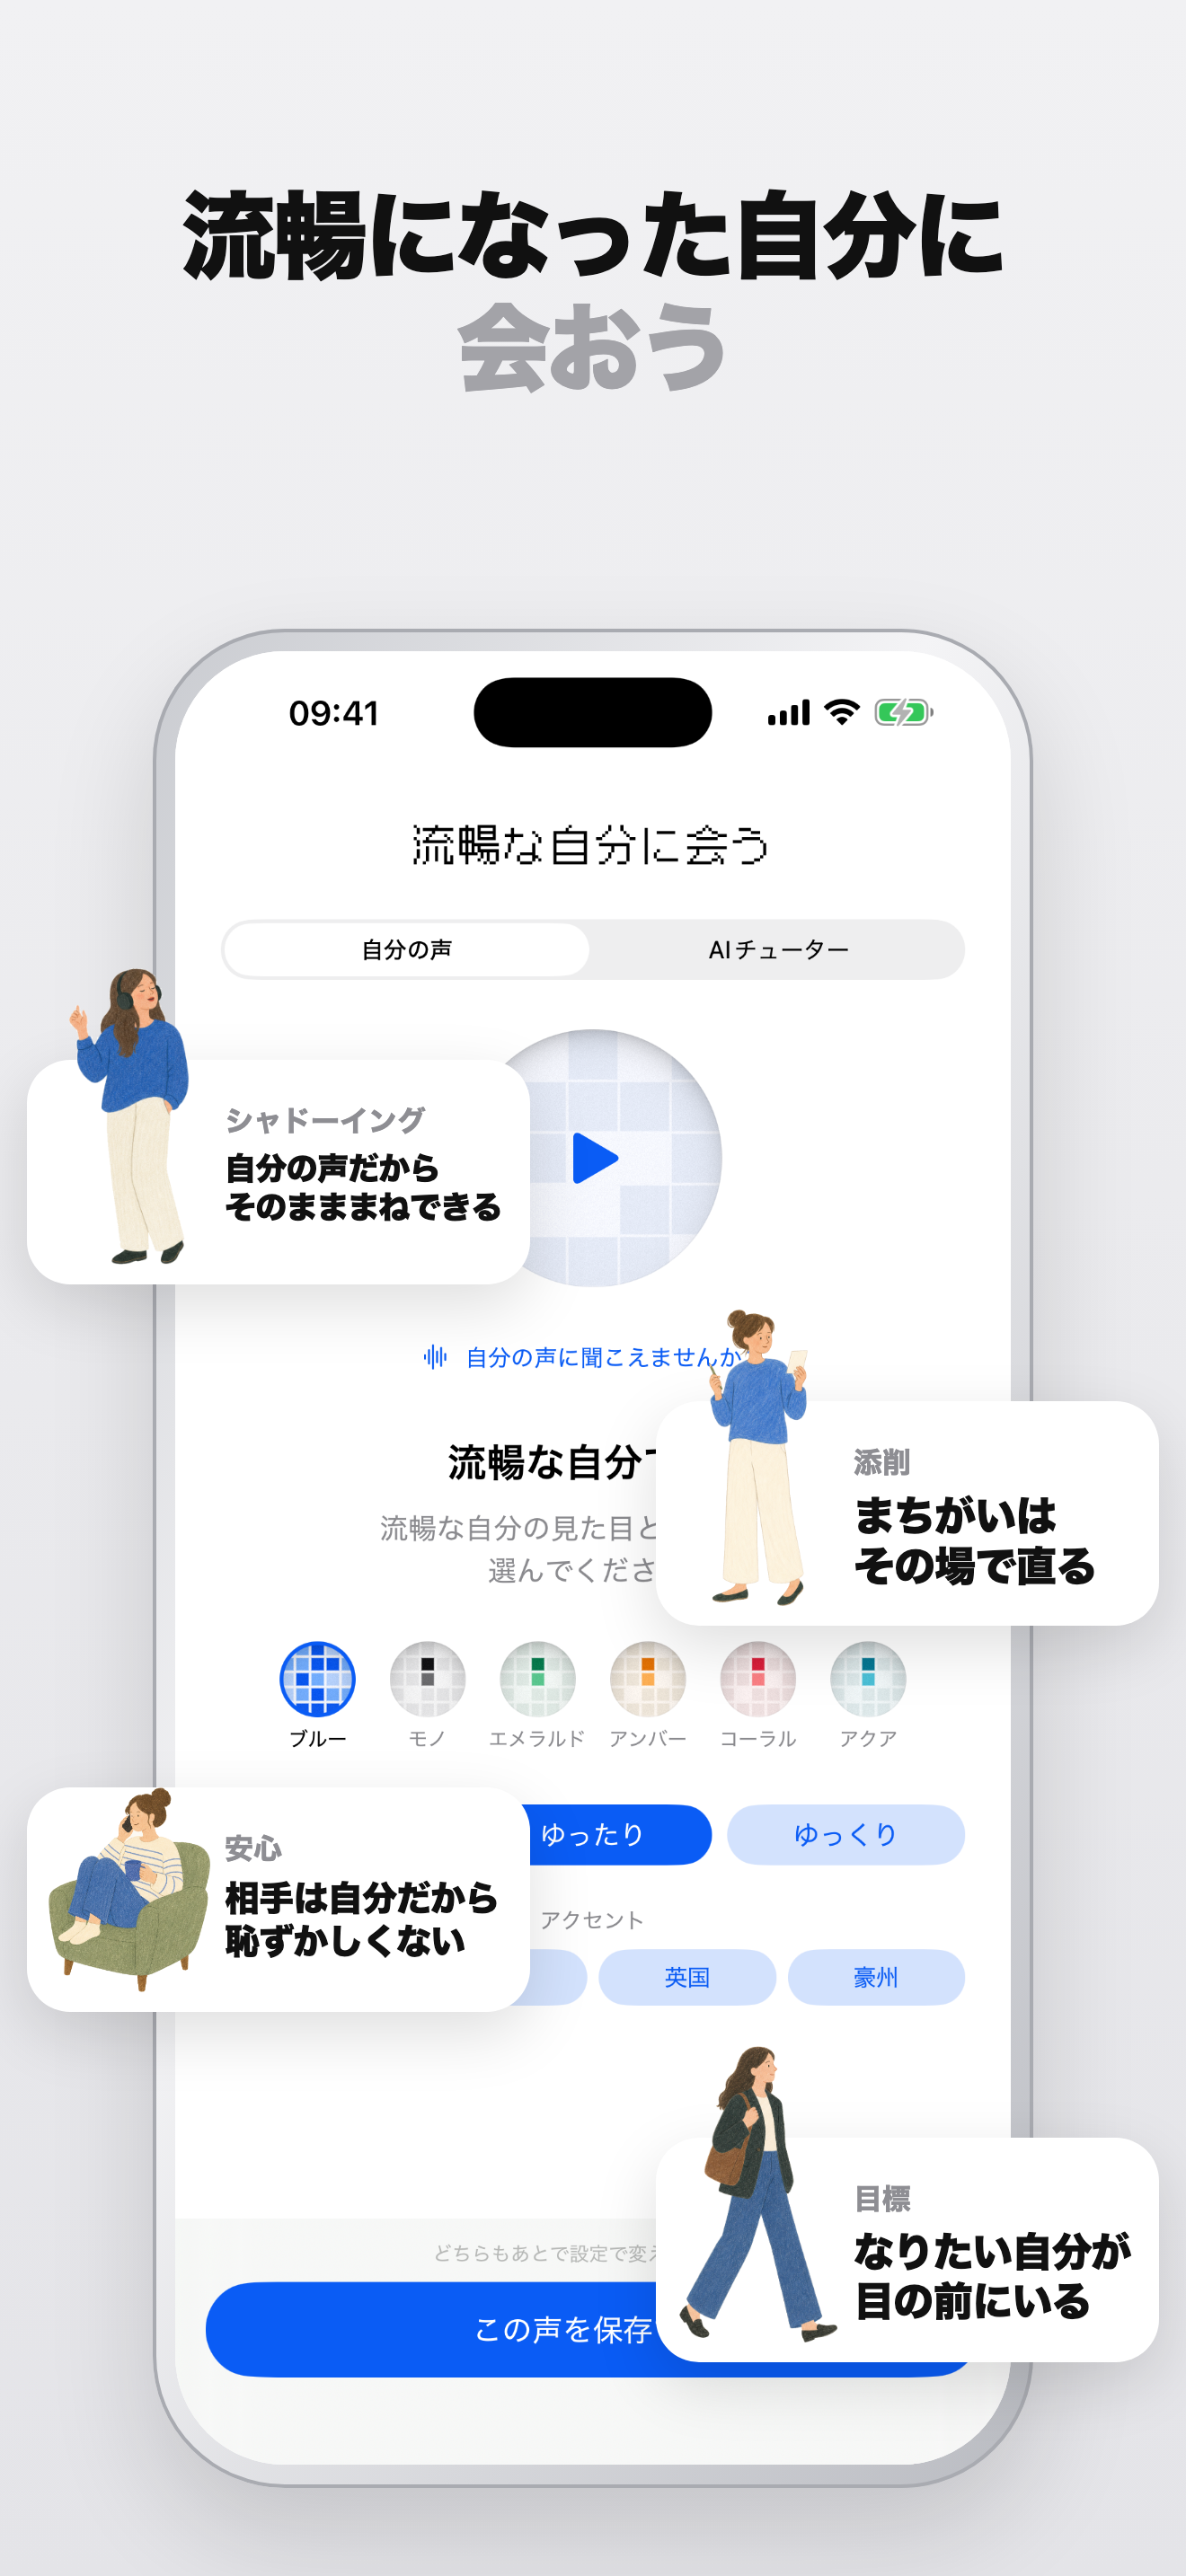 流暢になった自分に
会おう
09:41
流暢な自分に会う
自分の声
AIチューター
シャドーイング
自分の声だから
そのまままねできる
自分の声に聞こえませんか
流暢な自分
添削
まちがいは
その場で直る
流暢な自分の見た目と
選んでくださ
ブルー
モノ
エメラルド
アンバー
コーラル
アクア
ゆったり
ゆっくり
安心
相手は自分だから
恥ずかしくない
アクセント
英国
豪州
目標
なりたい自分が
目の前にいる
どちらもあとで設定で変え
この声を保存